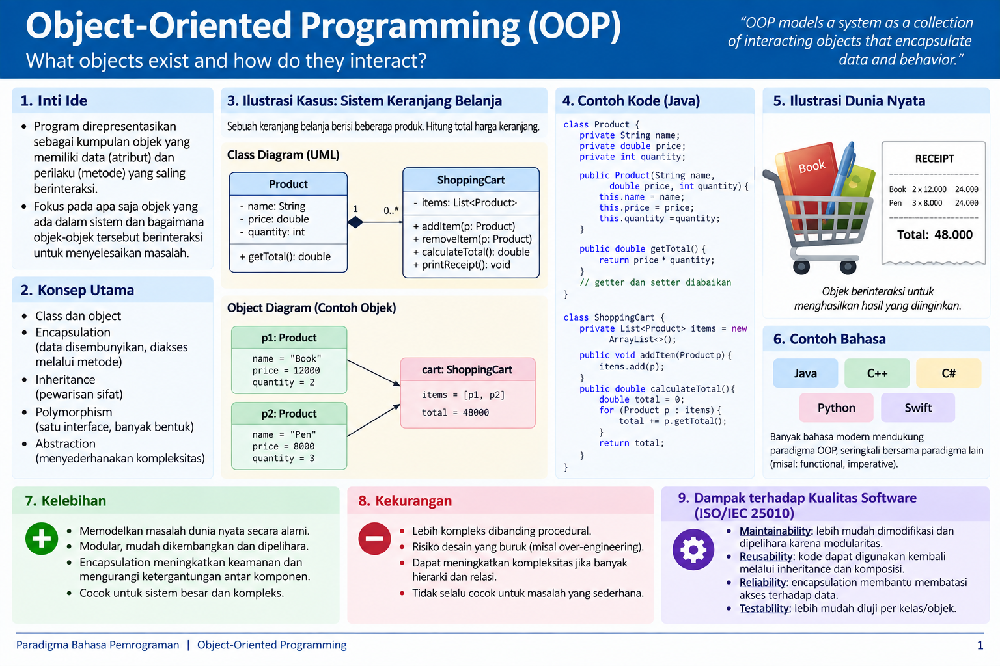 Object-Oriented Programming (OOP)
What objects exist and how do they interact?
“OOP models a system as a collection
of interacting objects that encapsulate
data and behavior.”
1. Inti Ide
• Program direpresentasikan
sebagai kumpulan objek yang
memiliki data (atribut) dan
perilaku (metode) yang saling
berinteraksi.
• Fokus pada apa saja objek yang
ada dalam sistem dan bagaimana
objek-objek tersebut berinteraksi
untuk menyelesaikan masalah.
2. Konsep Utama
• Class dan object
• Encapsulation
(data disembunyikan, diakses
melalui metode)
• Inheritance
(pewarisan sifat)
• Polymorphism
(satu interface, banyak bentuk)
• Abstraction
(menyederhanakan kompleksitas)
3. Ilustrasi Kasus: Sistem Keranjang Belanja
Sebuah keranjang belanja berisi beberapa produk. Hitung total harga keranjang.
Class Diagram (UML)
Product
- name: String
- price: double
- quantity: int
+ getTotal(): double
1
0..*
ShoppingCart
- items: List<Product>
+ addItem(p: Product)
+ removeItem(p: Product)
+ calculateTotal(): double
+ printReceipt(): void
Object Diagram (Contoh Objek)
p1: Product
name = "Book"
price = 12000
quantity = 2
p2: Product
name = "Pen"
price = 8000
quantity = 3
cart: ShoppingCart
items = [p1, p2]
total = 48000
4. Contoh Kode (Java)
class Product {
private String name;
private double price;
private int quantity;
public Product(String name,
double price, int quantity) {
this.name = name;
this.price = price;
this.quantity =quantity;
}
public double getTotal() {
return price * quantity;
}
// getter dan setter diabaikan
}
class ShoppingCart {
private List<Product> items = new
ArrayList<>();
public void addItem(Product p) {
items.add(p);
}
public double calculateTotal(){
double total = 0;
for (Product p : items) {
total += p.getTotal();
}
return total;
}
}
5. Ilustrasi Dunia Nyata
Book
RECEIPT
Book 2 x 12.000 24.000
Pen 3 x 8.000 24.000
Total: 48.000
Objek berinteraksi untuk
menghasilkan hasil yang diinginkan.
6. Contoh Bahasa
Java
C++
C#
Python
Swift
Banyak bahasa modern mendukung
paradigma OOP, seringkali bersama paradigma lain
(misal: functional, imperative).
7. Kelebihan
• Memodelkan masalah dunia nyata secara alami.
• Modular, mudah dikembangkan dan dipelihara.
• Encapsulation meningkatkan keamanan dan
mengurangi ketergantungan antar komponen.
• Cocok untuk sistem besar dan kompleks.
8. Kekurangan
• Lebih kompleks dibanding procedural.
• Risiko desain yang buruk (misal over-engineering).
• Dapat meningkatkan kompleksitas jika banyak
hierarki dan relasi.
• Tidak selalu cocok untuk masalah yang sederhana.
9. Dampak terhadap Kualitas Software
(ISO/IEC 25010)
• Maintainability: lebih mudah dimodifikasi dan
dipelihara karena modularitas.
• Reusability: kode dapat digunakan kembali
melalui inheritance dan komposisi.
• Reliability: encapsulation membantu membatasi
akses terhadap data.
• Testability: lebih mudah diuji per kelas/objek.
Paradigma Bahasa Pemrograman | Object-Oriented Programming
1